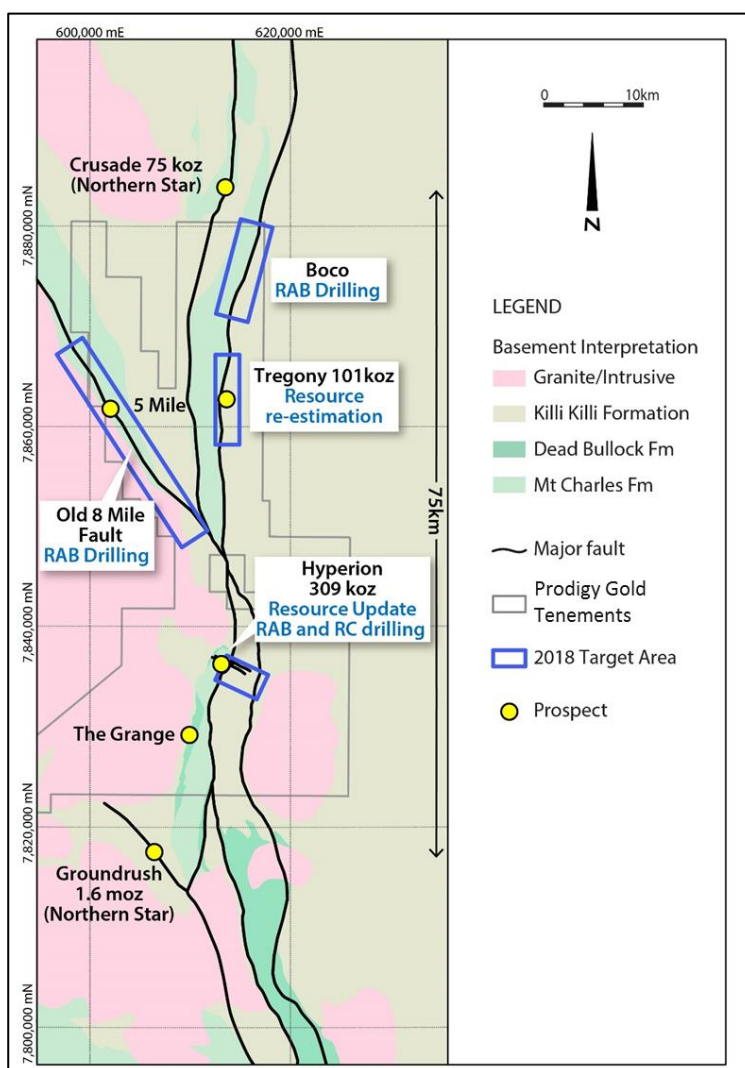 600,000 mE
620,000 mE
7,880,000 mN
7,860,000 mN
7,840,000 mN
7,820,000 mN
7,800,000 mN
Crusade 75 koz
(Northern Star)
Boco
RAB Drilling
Tregony 101koz
Resource
re-estimation
5 Mile
Old 8 Mile
Fault
RAB Drilling
Hyperion
309 koz
Resource Update
RAB and RC drilling
The Grange
Groundrush
1.6 moz
(Northern Star)
75km
0
10km
N
LEGEND
Basement Interpretation
Granite/Intrusive
Killi Killi Formation
Dead Bullock Fm
Mt Charles Fm
Major fault
Prodigy Gold
Tenements
2018 Target Area
Prospect